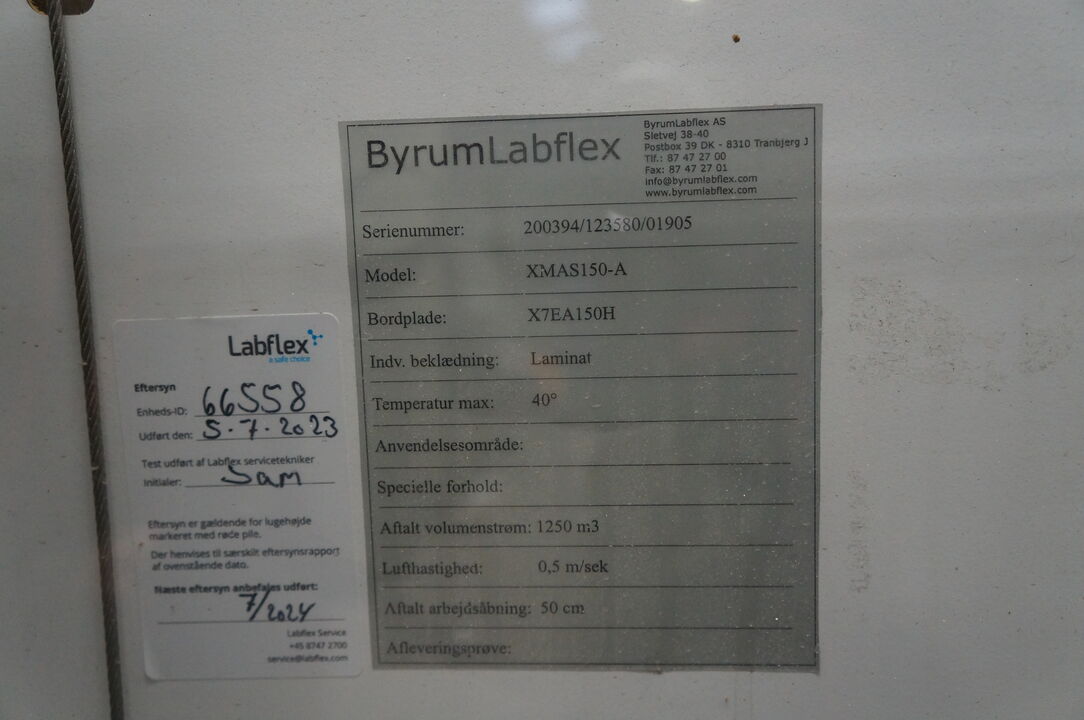 ByrumLabflex
ByrumLabflex AS
Sletvej 38-40
Postbox 39 DK - 8310 Tranbjerg J
Tlf.: 87 47 27 00
Fax: 87 47 27 01
info@byrumlabflex.com
www.byrumlabflex.com
Serienummer: 200394/123580/01905
Model: XMAS150-A
Bordplade: X7EA150H
Indv. beklædning: Laminat
Temperatur max: 40°
Anvendelsesområde:
Specielle forhold:
Aftalt volumenstrøm: 1250 m3
Lufthastighed: 0,5 m/sek
Aftalt arbejdsåbning: 50 cm
Afleveringsprøve:
Labflex
a safe choice
Eftersyn
Enheds-ID: 66558
Udført den: 5.7.2023
Test udført af Labflex servicetekniker
Initialer: Sam
Eftersyn er gældende for lugehøjde
markeret med røde pile.
Der henvises til særskilt eftersynsrapport
af ovenstående dato.
Næste eftersyn anbefales udført:
7/2024
Labflex Service
+45 8747 2700
service@labflex.com